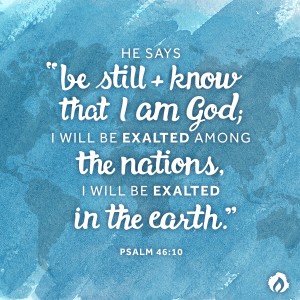 HE SAYS
“be still + know
that I am God;
I WILL BE EXALTED AMONG
the nations,
I WILL BE EXALTED
in the earth.”
PSALM 46:10